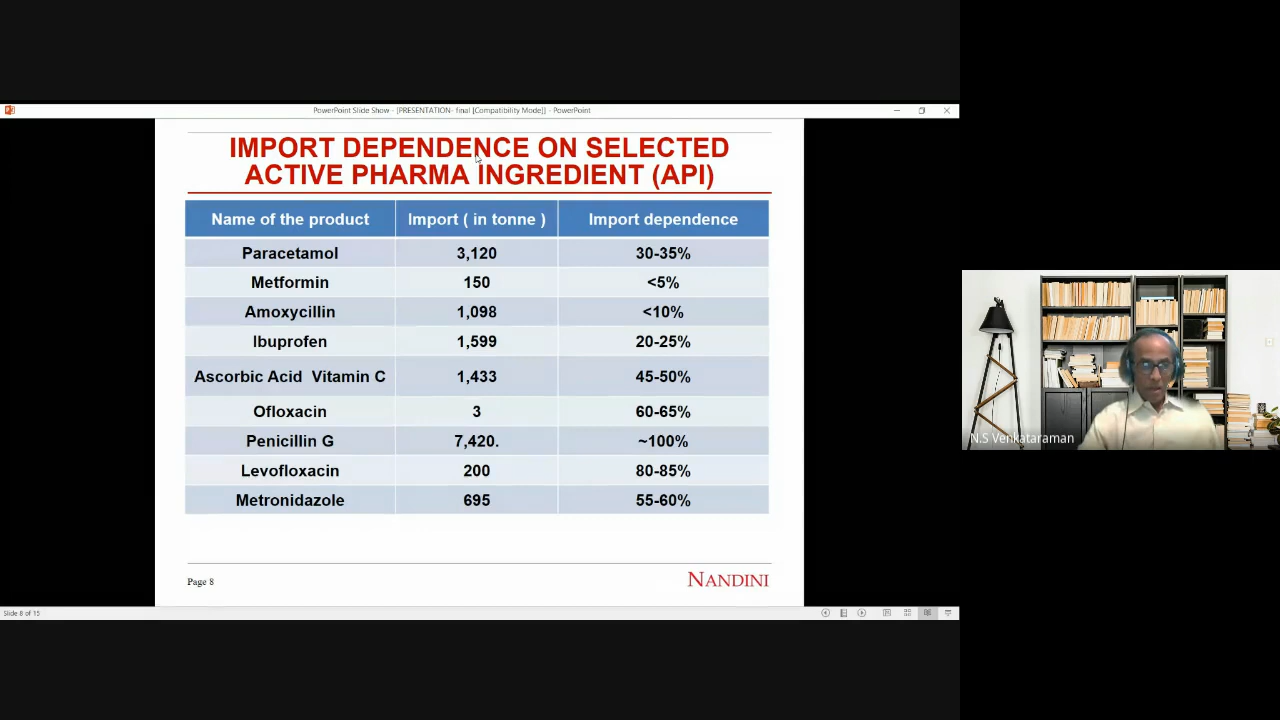 PowerPoint Slide Show - [PRESENTATION- final [Compatibility Mode]] - PowerPoint
IMPORT DEPENDENCE ON SELECTED
ACTIVE PHARMA INGREDIENT (API)
Name of the product Import ( in tonne ) Import dependence
Paracetamol 3,120 30-35%
Metformin 150 <5%
Amoxycillin 1,098 <10%
Ibuprofen 1,599 20-25%
Ascorbic Acid Vitamin C 1,433 45-50%
Ofloxacin 3 60-65%
Penicillin G 7,420. ~100%
Levofloxacin 200 80-85%
Metronidazole 695 55-60%
Page 8 NANDINI
Slide 8 of 15
N.S Venkataraman